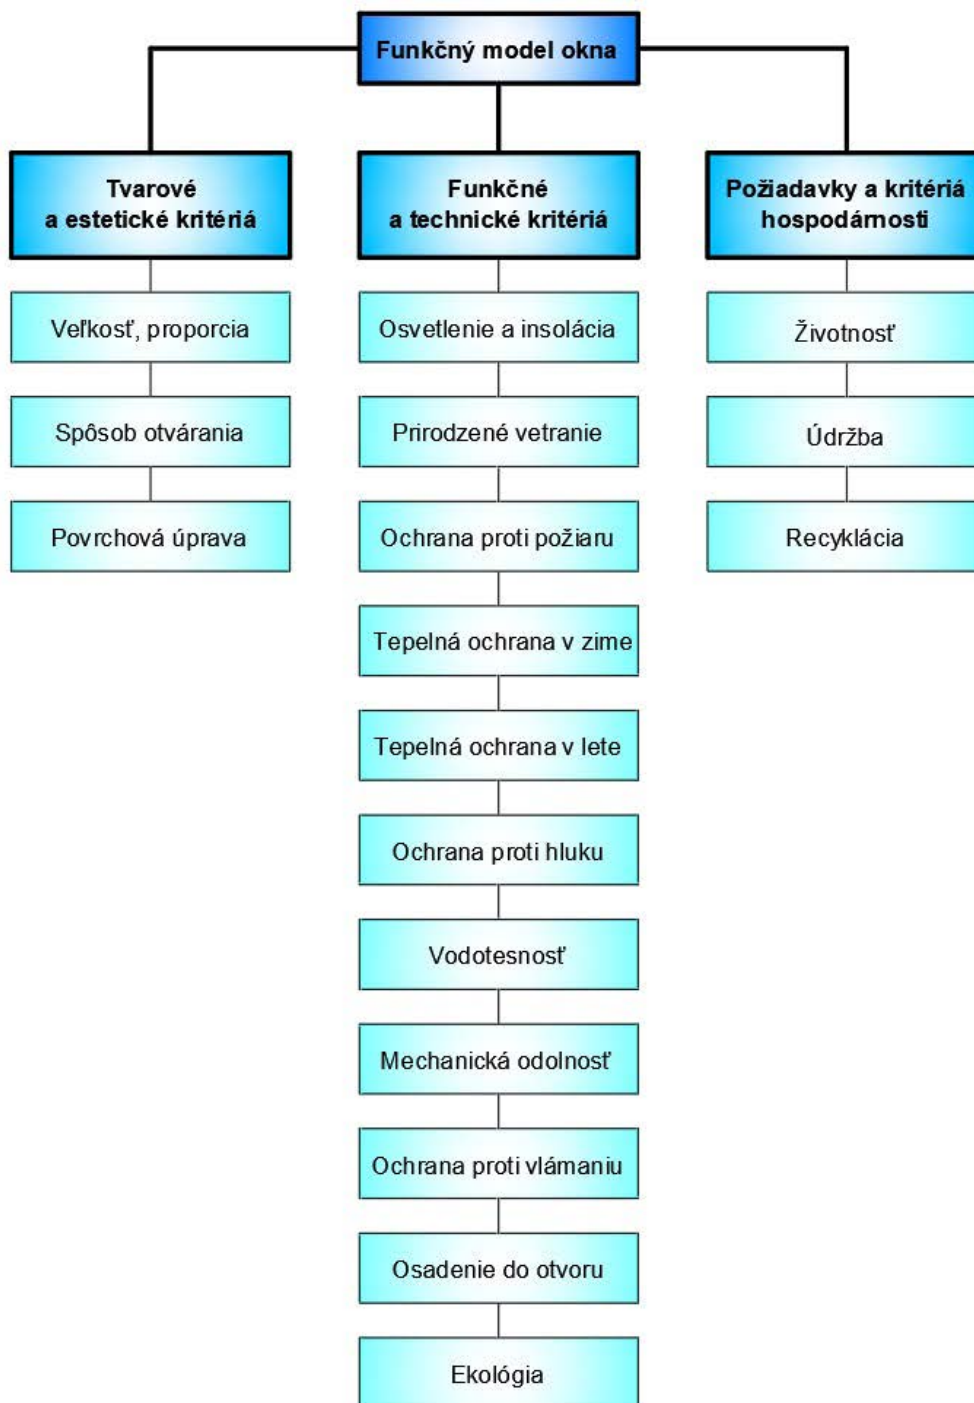 Funkčný model okna
Tvarové
a estetické kritériá
Funkčné
a technické kritériá
Požiadavky a kritériá
hospodárnosti
Veľkosť, proporcia
Spôsob otvárania
Povrchová úprava
Osvetlenie a insolácia
Prirodzené vetranie
Ochrana proti požiaru
Tepelná ochrana v zime
Tepelná ochrana v lete
Ochrana proti hluku
Vodotesnosť
Mechanická odolnosť
Ochrana proti vlámaniu
Osadenie do otvoru
Ekológia
Životnosť
Údržba
Recyklácia